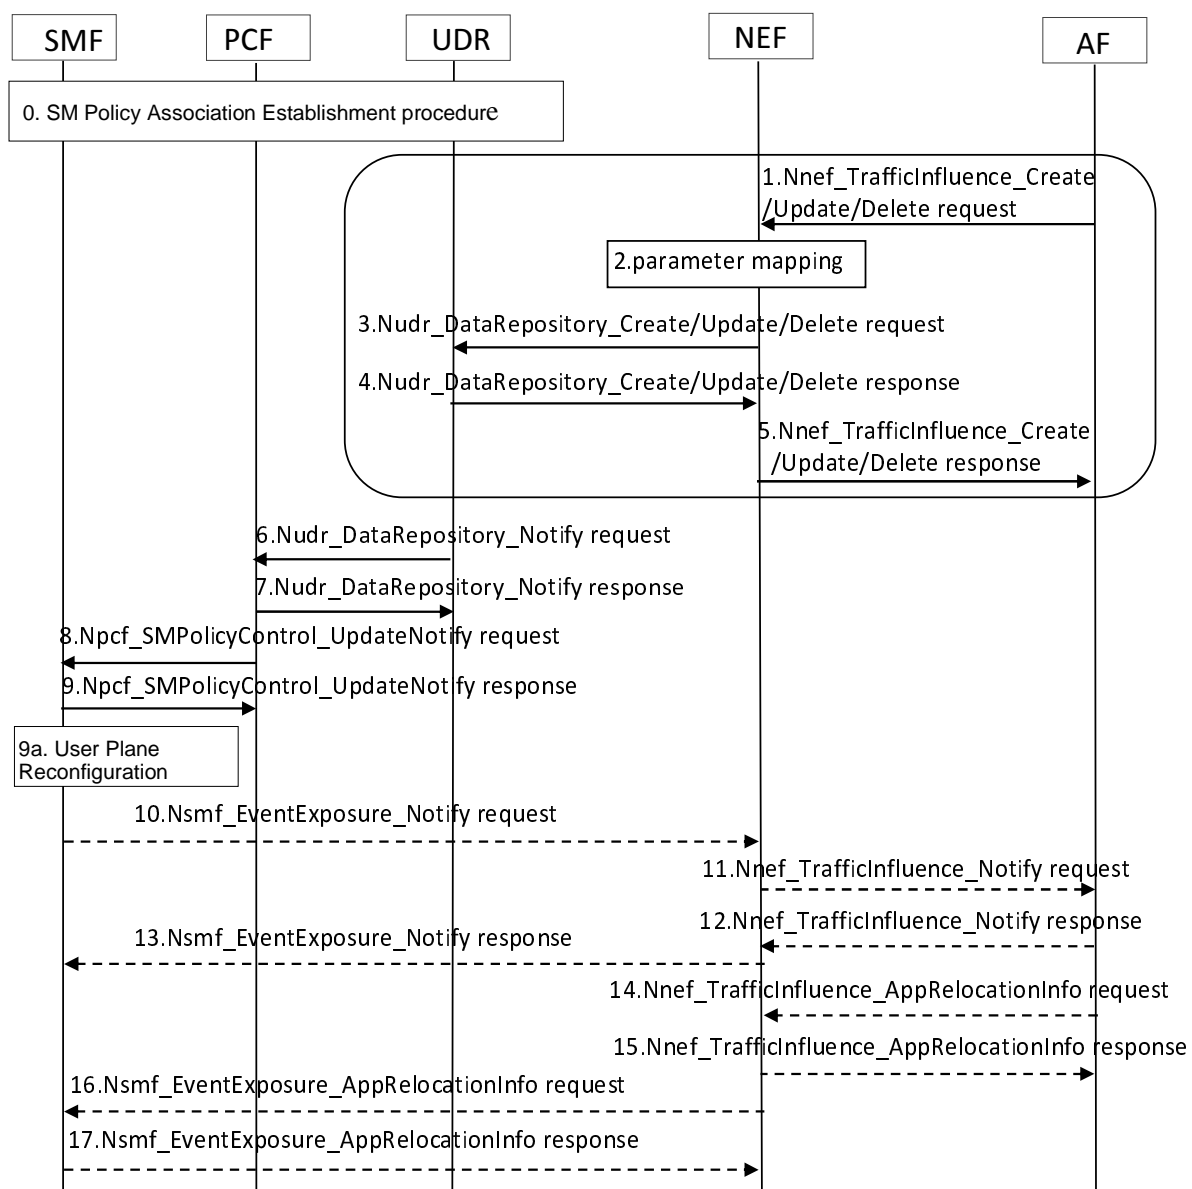 SMF
PCF
UDR
NEF
AF
0. SM Policy Association Establishment procedure
1.Nnef_TrafficInfluence_Create
/Update/Delete request
2.parameter mapping
3.Nudr_DataRepository_Create/Update/Delete request
4.Nudr_DataRepository_Create/Update/Delete response
5.Nnef_TrafficInfluence_Create
/Update/Delete response
6.Nudr_DataRepository_Notify request
7.Nudr_DataRepository_Notify response
8.Npcf_SMPolicyControl_UpdateNotify request
9.Npcf_SMPolicyControl_UpdateNotify response
9a. User Plane
Reconfiguration
10.Nsmf_EventExposure_Notify request
11.Nnef_TrafficInfluence_Notify request
12.Nnef_TrafficInfluence_Notify response
13.Nsmf_EventExposure_Notify response
14.Nnef_TrafficInfluence_AppRelocationInfo request
15.Nnef_TrafficInfluence_AppRelocationInfo response
16.Nsmf_EventExposure_AppRelocationInfo request
17.Nsmf_EventExposure_AppRelocationInfo response